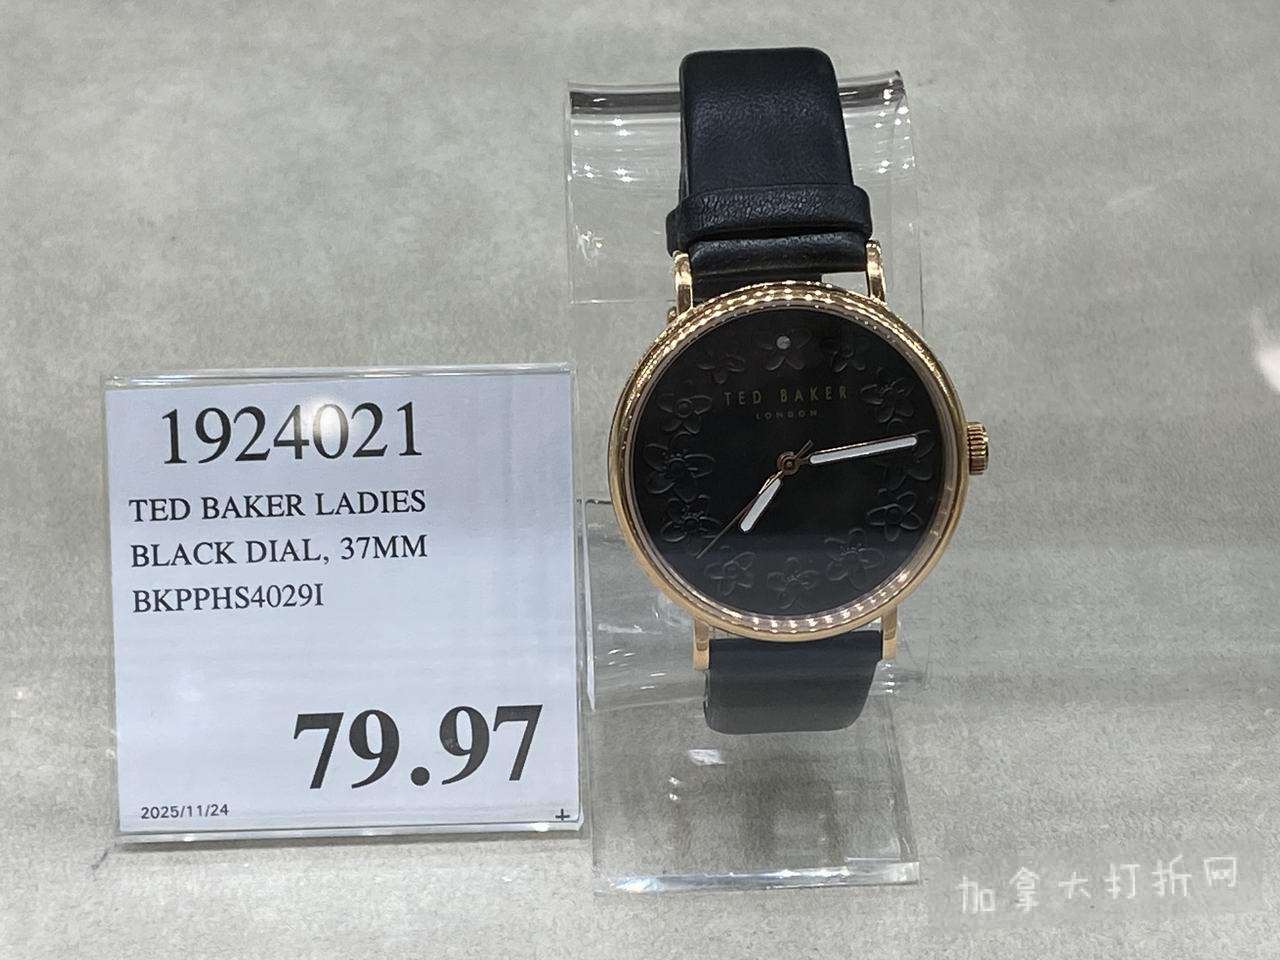 1924021
TED BAKER LADIES
BLACK DIAL, 37MM
BKPPHS4029I
79.97
2025/11/24
+
TED BAKER
LONDON
加拿大打折网